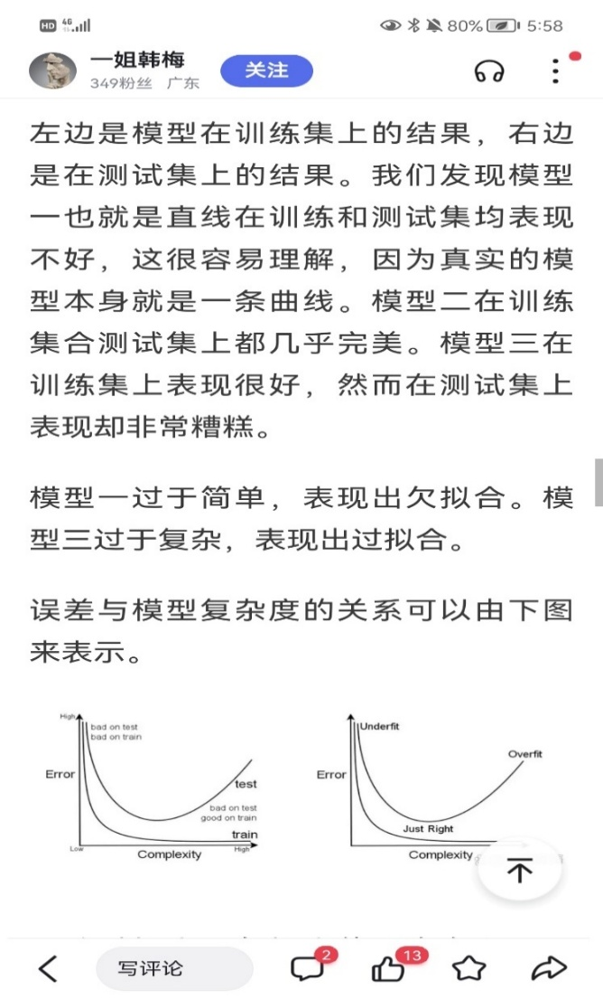 HD 4G 80% 5:58
一姐韩梅
关注
349粉丝 广东
左边是模型在训练集上的结果，右边
是在测试集上的结果。我们发现模型
一也就是直线在训练和测试集均表现
不好，这很容易理解，因为真实的模
型本身就是一条曲线。模型二在训练
集合测试集上都几乎完美。模型三在
训练集上表现很好，然而在测试集上
表现却非常糟糕。
模型一过于简单，表现出欠拟合。模
型三过于复杂，表现出过拟合。
误差与模型复杂度的关系可以由下图
来表示。
High
bad on test
bad on train
Error
test
bad on test
good on train
train
Low
Complexity
High
Underfit
Overfit
Error
Just Right
Complexity
写评论
2
13